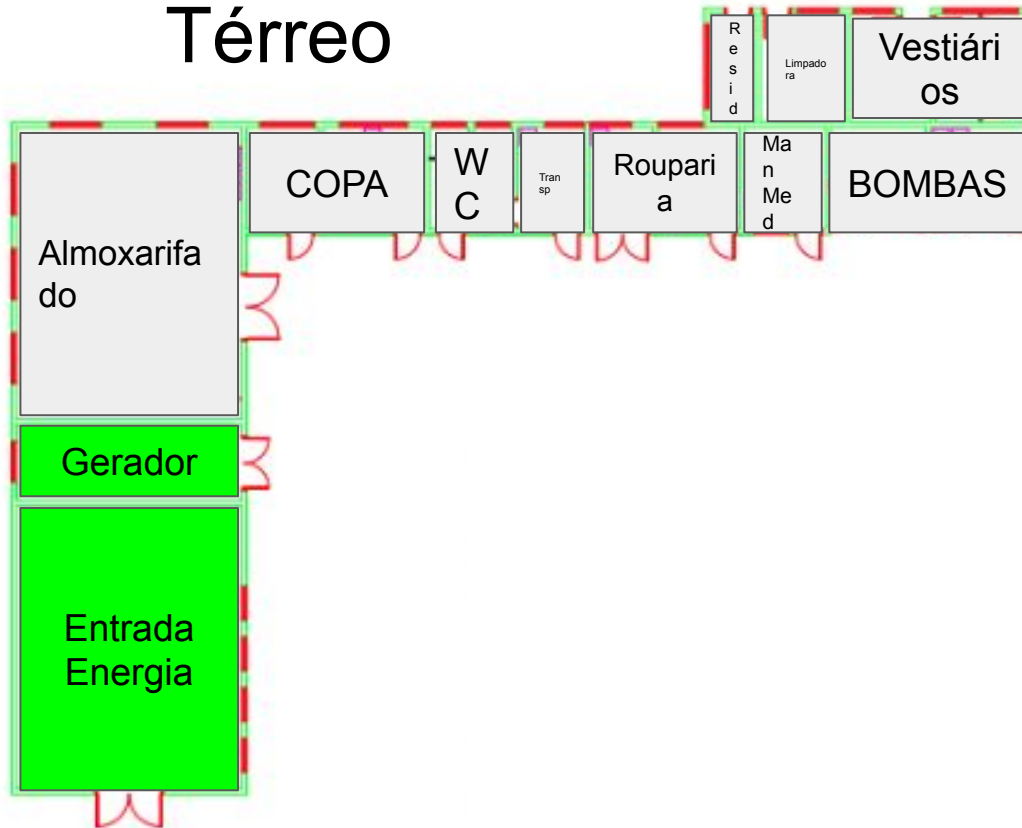 Térreo
R
e
s
i
d
Limpado
ra
Vestiári
os
COPA
W
C
Tran
sp
Roupari
a
Ma
n
Me
d
BOMBAS
Almoxarifa
do
Gerador
Entrada
Energia